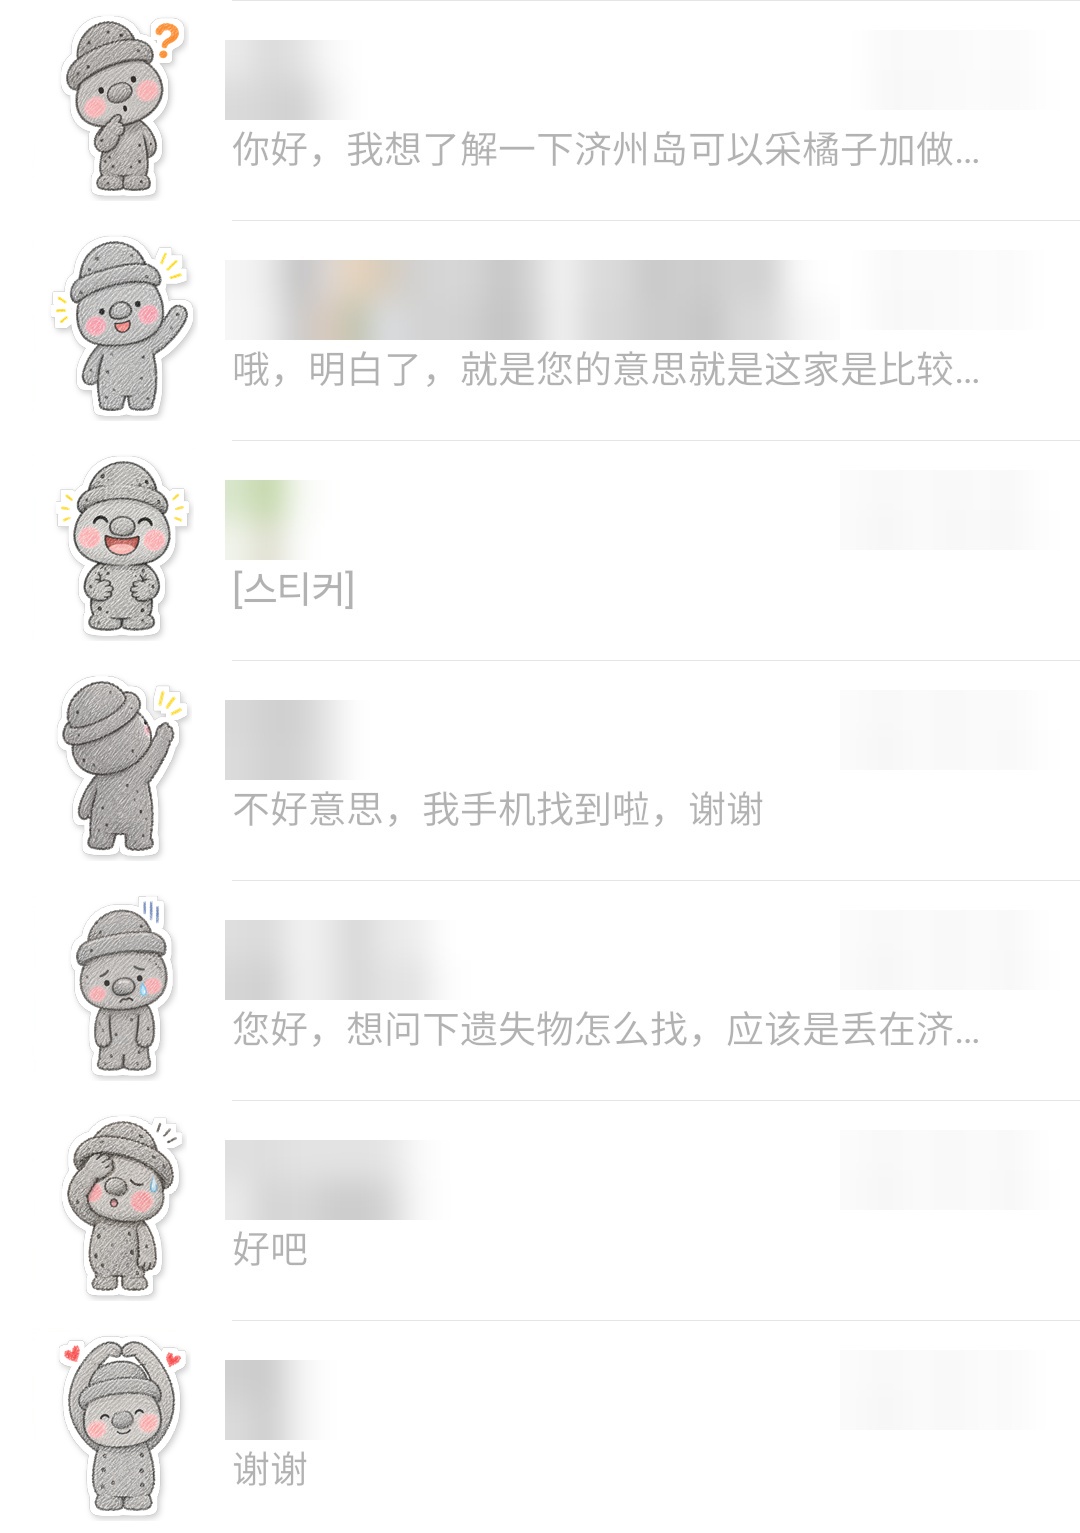 ?
你好，我想了解一下济州岛可以采橘子加做...
哦，明白了，就是您的意思就是这家是比较...
[스티커]
不好意思，我手机找到啦，谢谢
您好，想问下遗失物怎么找，应该是丢在济...
好吧
谢谢